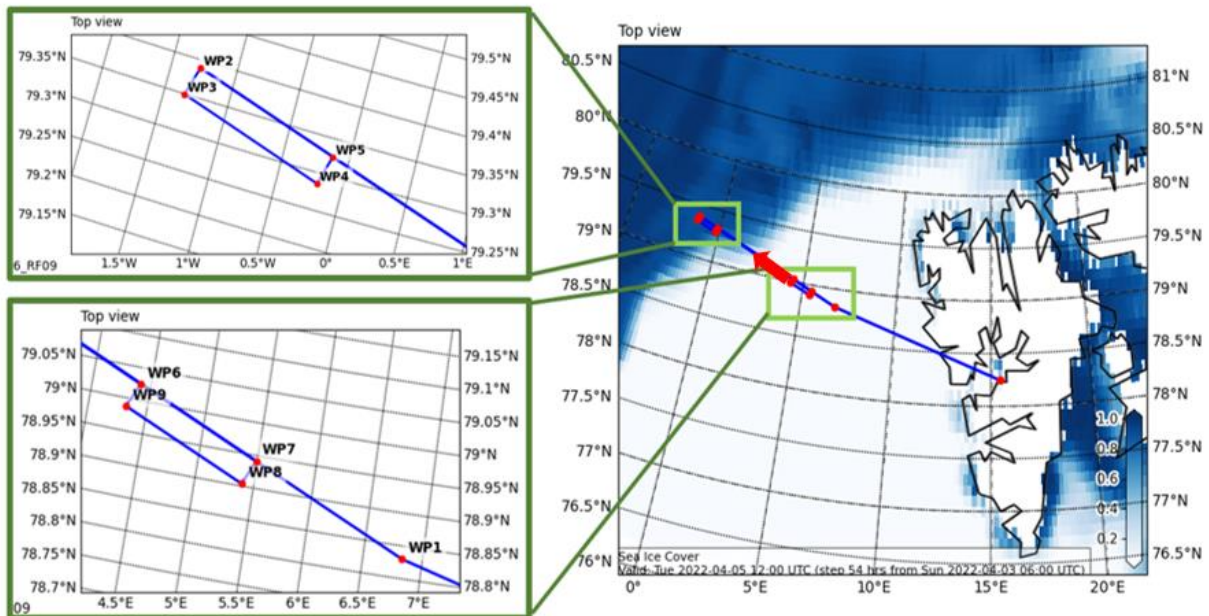 Top view
79.35°N
79.3°N
79.25°N
79.2°N
79.15°N
WP2
WP3
WP5
WP4
79.5°N
79.45°N
79.4°N
79.35°N
79.3°N
79.25°N
6_RF09
1.5°W
1°W
0.5°W
0°
0.5°E
1°E
Top view
79.05°N
79°N
78.95°N
78.9°N
78.85°N
78.8°N
78.75°N
78.7°N
WP6
WP9
WP7
WP8
WP1
79.15°N
79.1°N
79.05°N
79°N
78.95°N
78.9°N
78.85°N
78.8°N
09
4.5°E
5°E
5.5°E
6°E
6.5°E
7°E
Top view
80.5°N
80°N
79.5°N
79°N
78.5°N
78°N
77.5°N
77°N
76.5°N
76°N
81°N
80.5°N
80°N
79.5°N
79°N
78.5°N
78°N
77.5°N
77°N
76.5°N
1.0
0.8
0.6
0.4
0.2
Sea Ice Cover
Valid: Tue 2022-04-05 12:00 UTC (step 54 hrs from Sun 2022-04-03 06:00 UTC)
0°
5°E
10°E
15°E
20°E